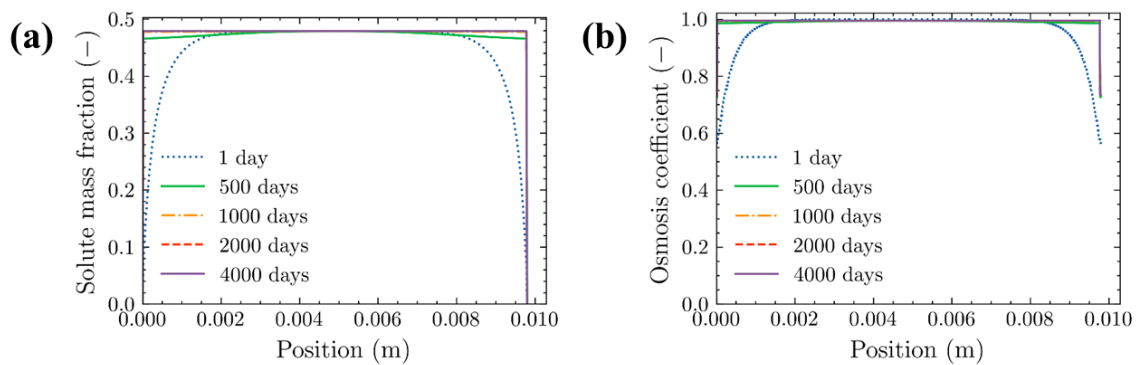 (a)
Solute mass fraction (−)
0.5
0.4
0.3
0.2
0.1
0.0
1 day
500 days
1000 days
2000 days
4000 days
0.000 0.002 0.004 0.006 0.008 0.010
Position (m)
(b)
Osmosis coefficient (−)
1.0
0.8
0.6
0.4
0.2
0.0
1 day
500 days
1000 days
2000 days
4000 days
0.000 0.002 0.004 0.006 0.008 0.010
Position (m)